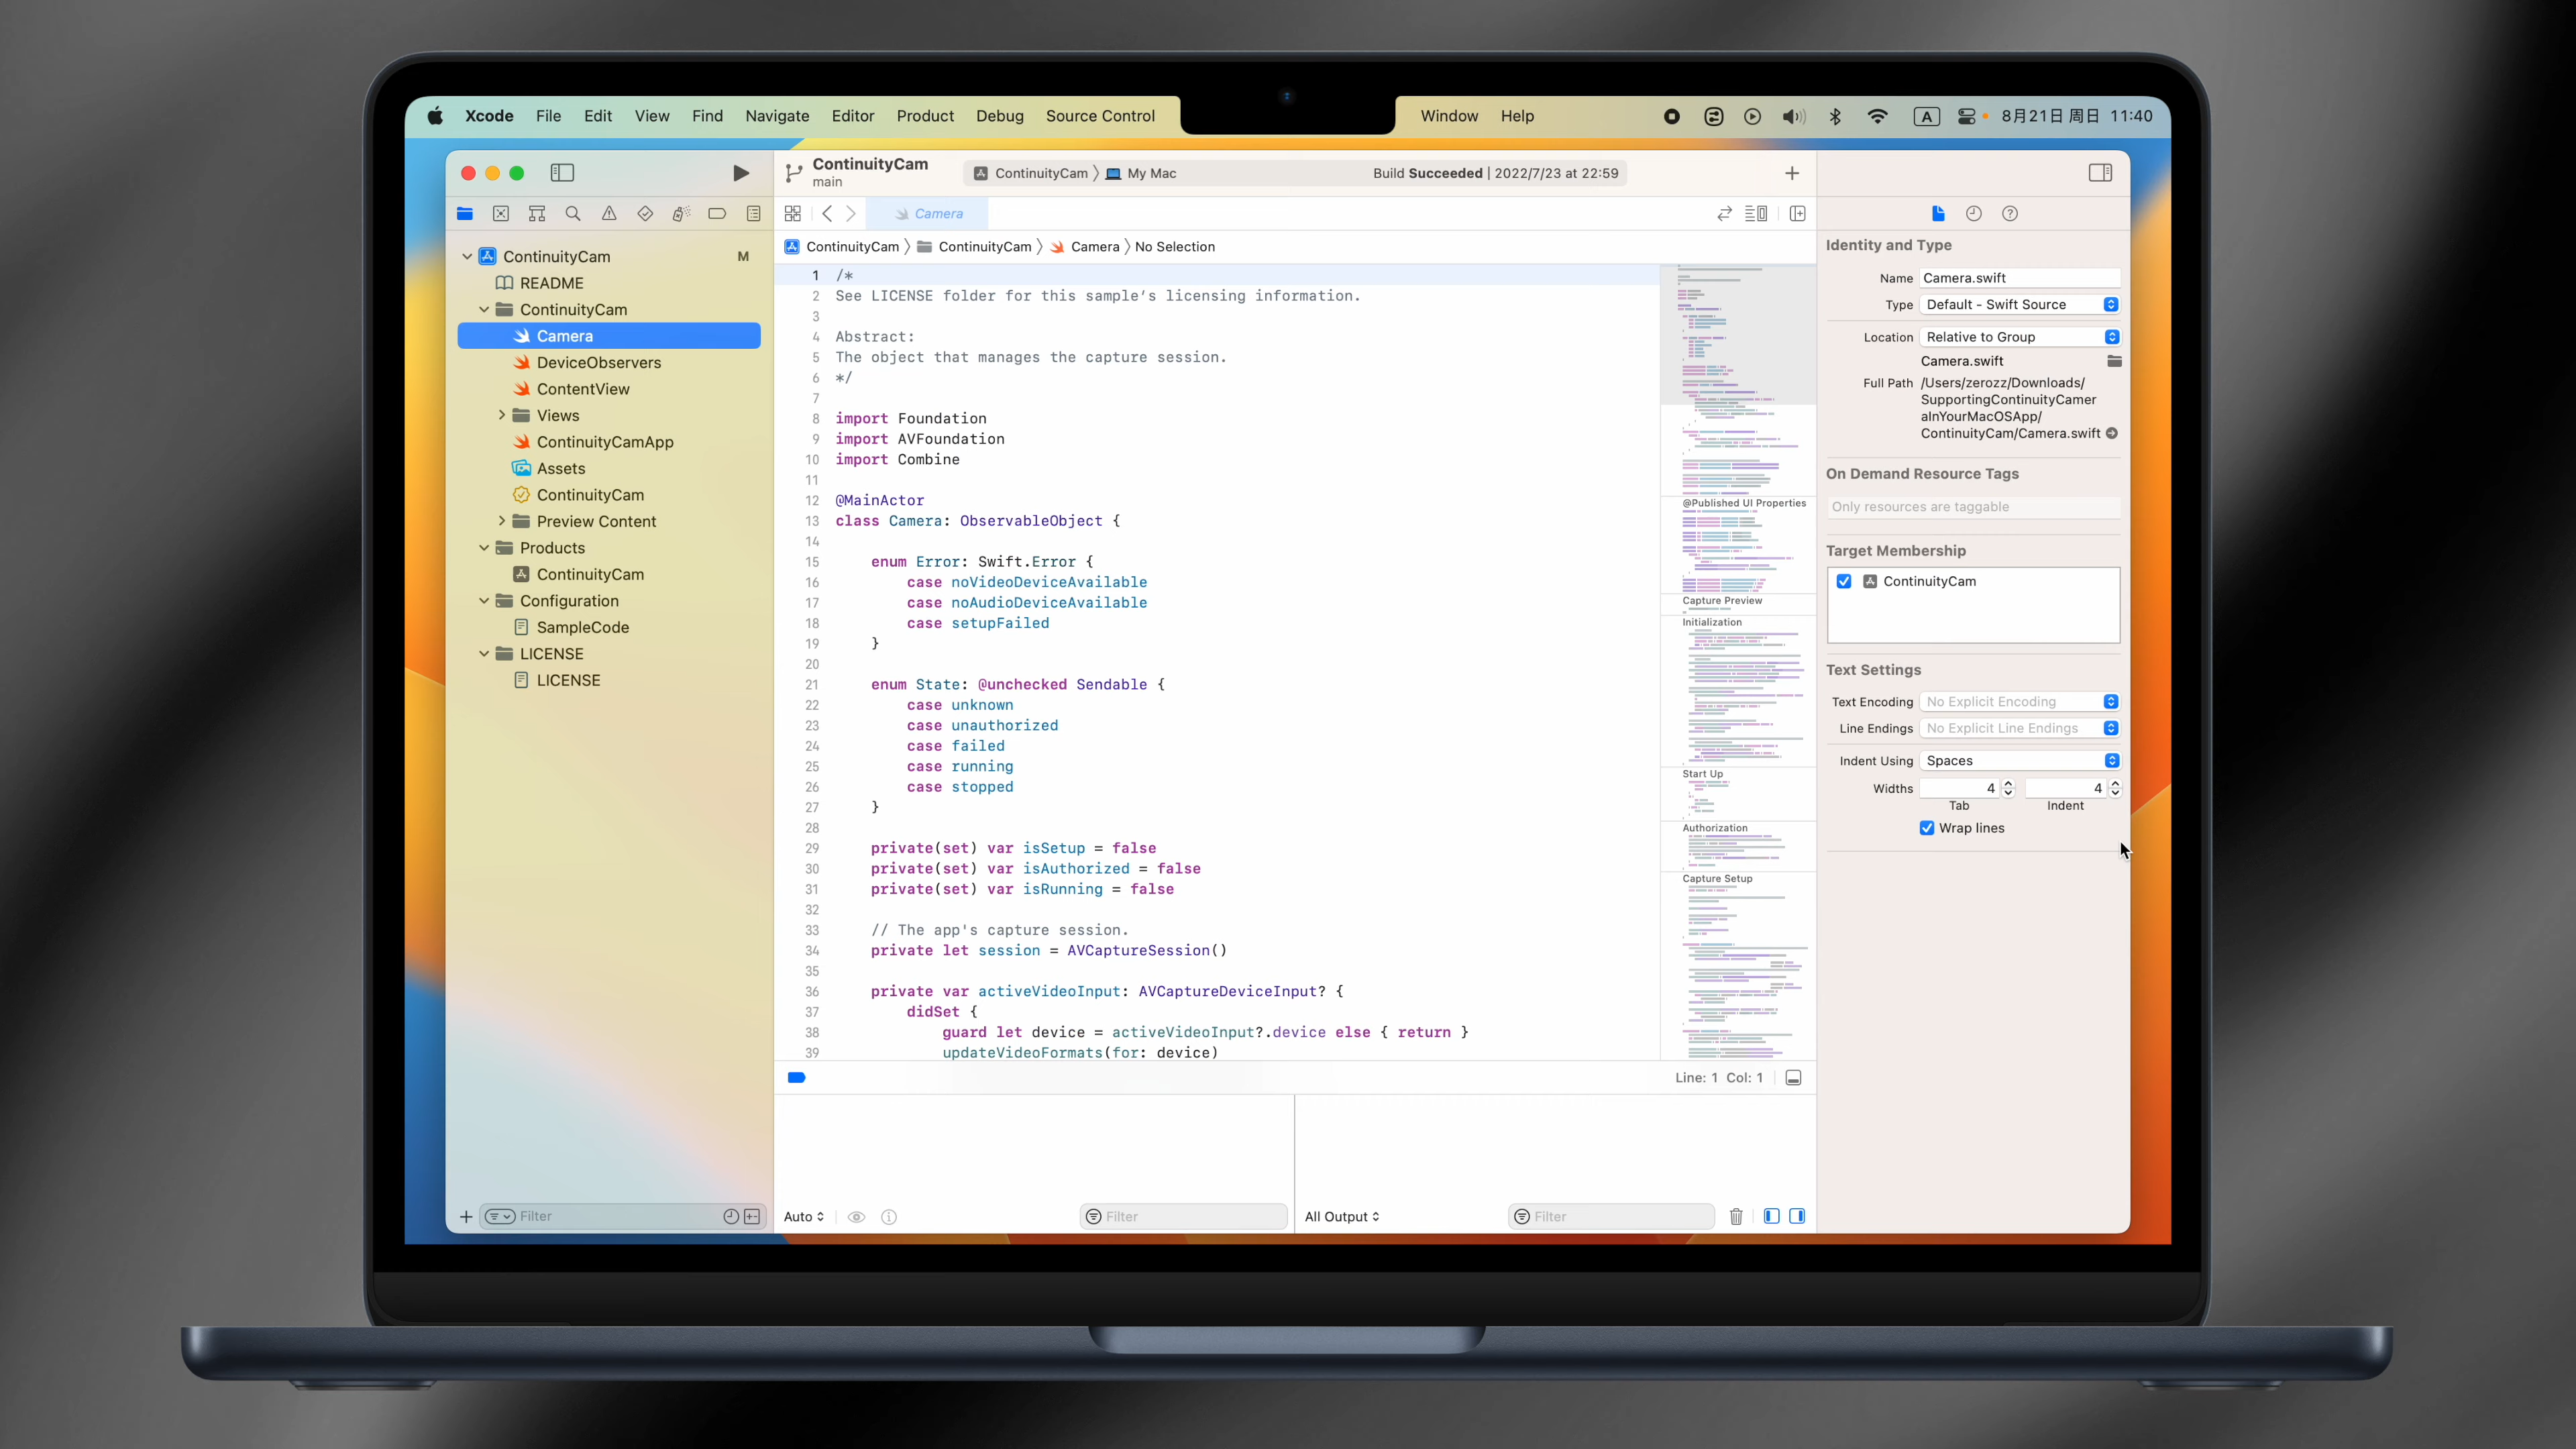 Xcode File Edit View Find Navigate Editor Product Debug Source Control Window Help A 8月21日 周日 11:40
ContinuityCam
main
ContinuityCam 〉 My Mac
Build Succeeded | 2022/7/23 at 22:59
Camera
ContinuityCam 〉 ContinuityCam 〉 Camera 〉 No Selection
ContinuityCam M
README
ContinuityCam
Camera
DeviceObservers
ContentView
Views
ContinuityCamApp
Assets
ContinuityCam
Preview Content
Products
ContinuityCam
Configuration
SampleCode
LICENSE
LICENSE
Filter
1 /*
2 See LICENSE folder for this sample’s licensing information.
3
4 Abstract:
5 The object that manages the capture session.
6 */
7
8 import Foundation
9 import AVFoundation
10 import Combine
11
12 @MainActor
13 class Camera: ObservableObject {
14
15 enum Error: Swift.Error {
16 case noVideoDeviceAvailable
17 case noAudioDeviceAvailable
18 case setupFailed
19 }
20
21 enum State: @unchecked Sendable {
22 case unknown
23 case unauthorized
24 case failed
25 case running
26 case stopped
27 }
28
29 private(set) var isSetup = false
30 private(set) var isAuthorized = false
31 private(set) var isRunning = false
32
33 // The app's capture session.
34 private let session = AVCaptureSession()
35
36 private var activeVideoInput: AVCaptureDeviceInput? {
37 didSet {
38 guard let device = activeVideoInput?.device else { return }
39 updateVideoFormats(for: device)
@Published UI Properties
Capture Preview
Initialization
Start Up
Authorization
Capture Setup
Line: 1 Col: 1
Auto
Filter
All Output
Filter
Identity and Type
Name Camera.swift
Type Default - Swift Source
Location Relative to Group
Camera.swift
Full Path /Users/zerozz/Downloads/
SupportingContinuityCamer
aInYourMacOSApp/
ContinuityCam/Camera.swift
On Demand Resource Tags
Only resources are taggable
Target Membership
ContinuityCam
Text Settings
Text Encoding No Explicit Encoding
Line Endings No Explicit Line Endings
Indent Using Spaces
Widths 4 4
Tab Indent
Wrap lines